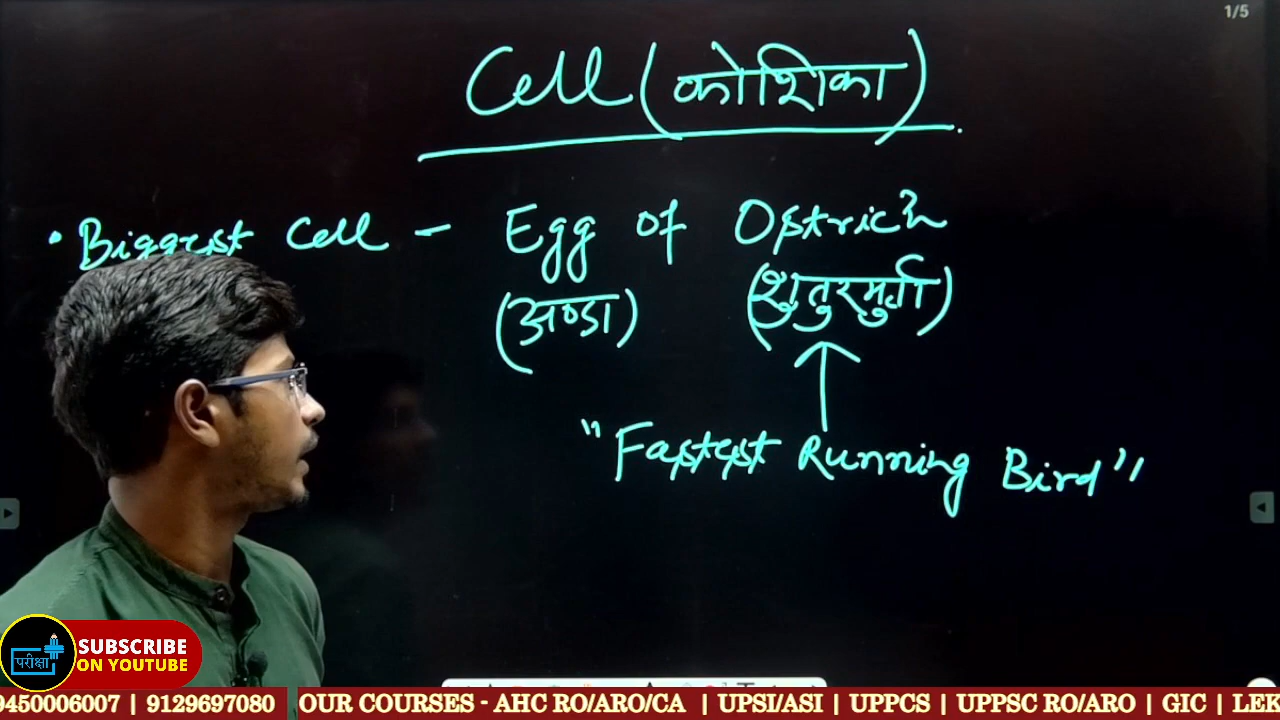 1/5
Cell (कोशिका)
• Biggest Cell - Egg of Ostrich
(अण्डा) (शुतुरमुर्ग)
"Fastest Running Bird"
परीक्षा
SUBSCRIBE
ON YOUTUBE
9450006007 | 9129697080 OUR COURSES - AHC RO/ARO/CA | UPSI/ASI | UPPCS | UPPSC RO/ARO | GIC | LEK